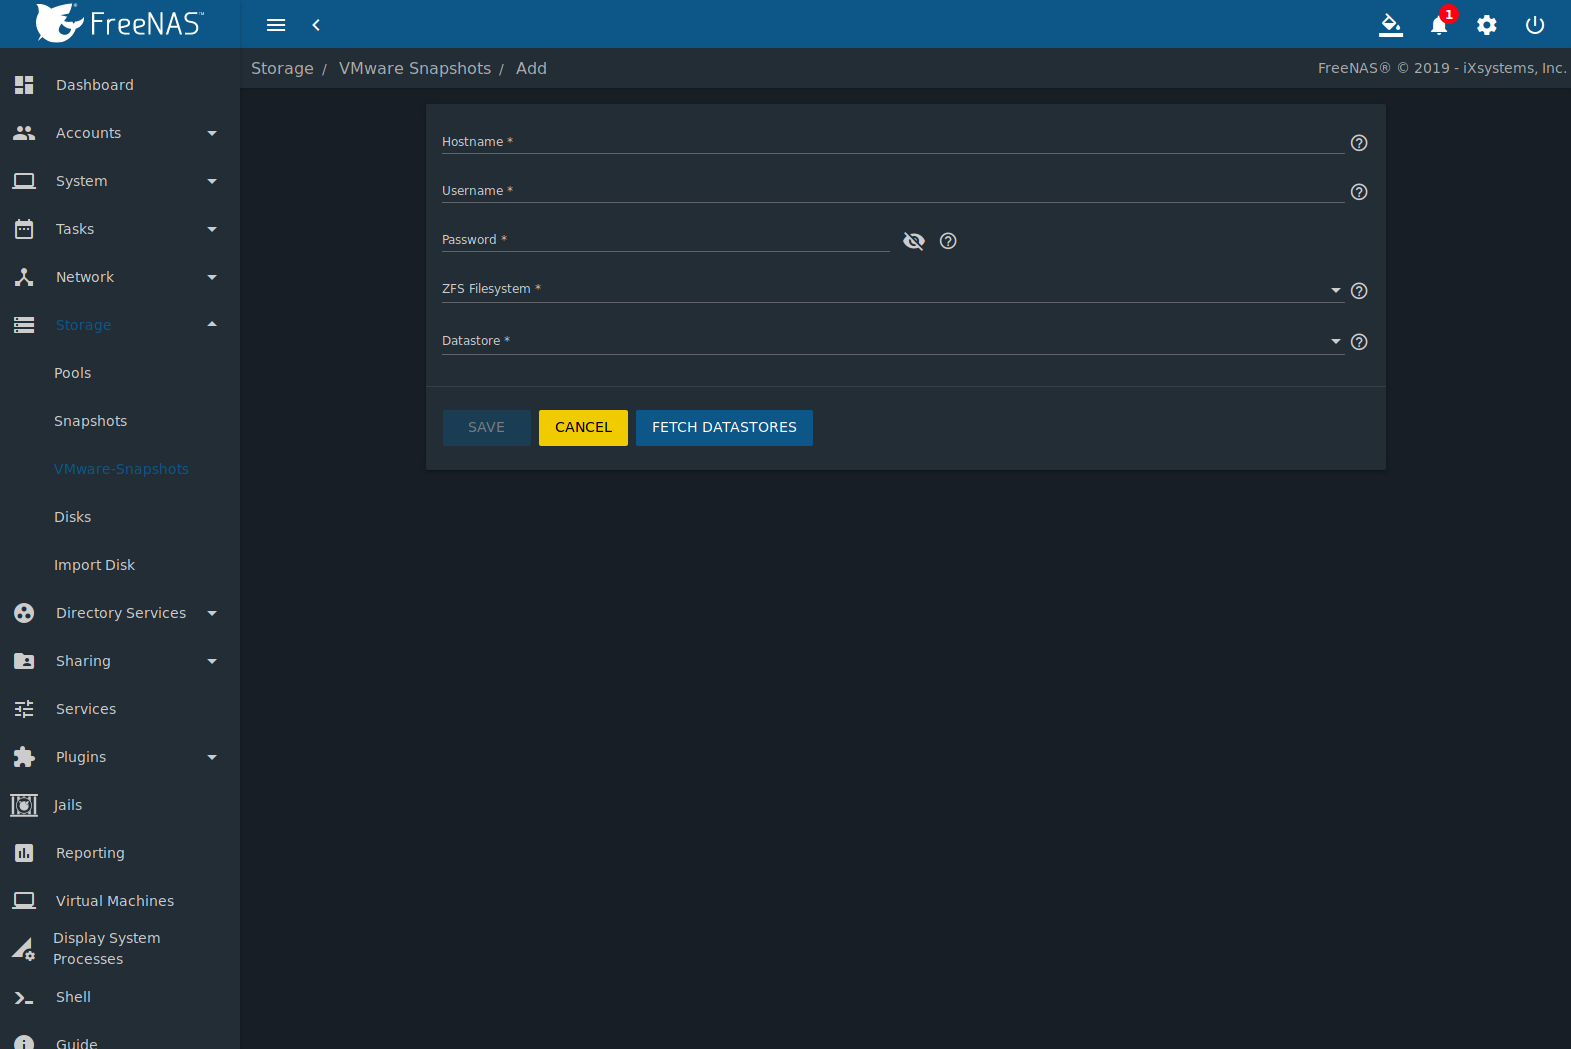 FreeNAS™
1
Storage / VMware Snapshots / Add
FreeNAS® © 2019 - iXsystems, Inc.
Dashboard
Accounts
System
Tasks
Network
Storage
Pools
Snapshots
VMware-Snapshots
Disks
Import Disk
Directory Services
Sharing
Services
Plugins
Jails
Reporting
Virtual Machines
Display System
Processes
Shell
Guide
Hostname *
Username *
Password *
ZFS Filesystem *
Datastore *
SAVE CANCEL FETCH DATASTORES